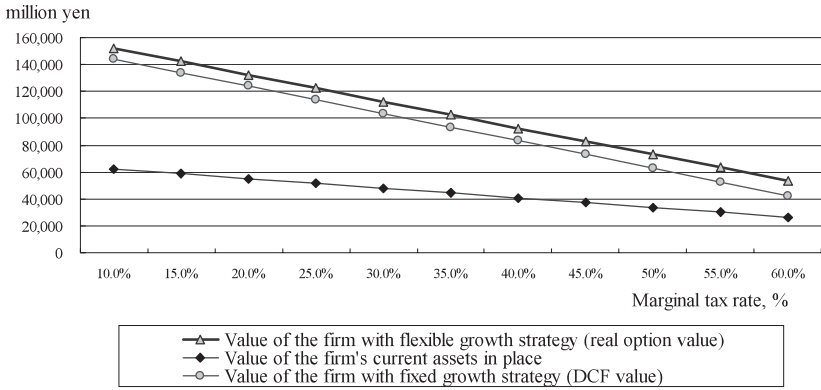 million yen
160,000
140,000
120,000
100,000
80,000
60,000
40,000
20,000
0
10.0% 15.0% 20.0% 25.0% 30.0% 35.0% 40.0% 45.0% 50% 55.0% 60.0%
Marginal tax rate, %
Value of the firm with flexible growth strategy (real option value)
Value of the firm's current assets in place
Value of the firm with fixed growth strategy (DCF value)